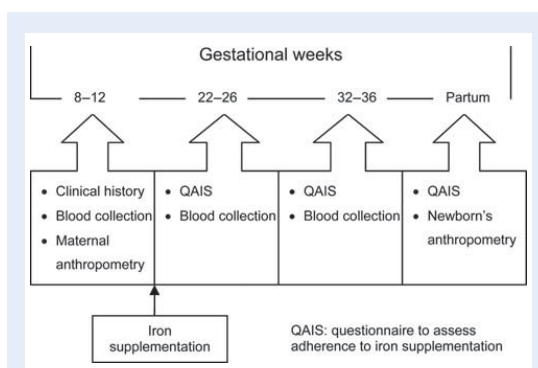 Gestational weeks
8–12
22–26
32–36
Partum
• Clinical history
• Blood collection
• Maternal
anthropometry
• QAIS
• Blood collection
• QAIS
• Blood collection
• QAIS
• Newborn's
anthropometry
Iron
supplementation
QAIS: questionnaire to assess
adherence to iron supplementation